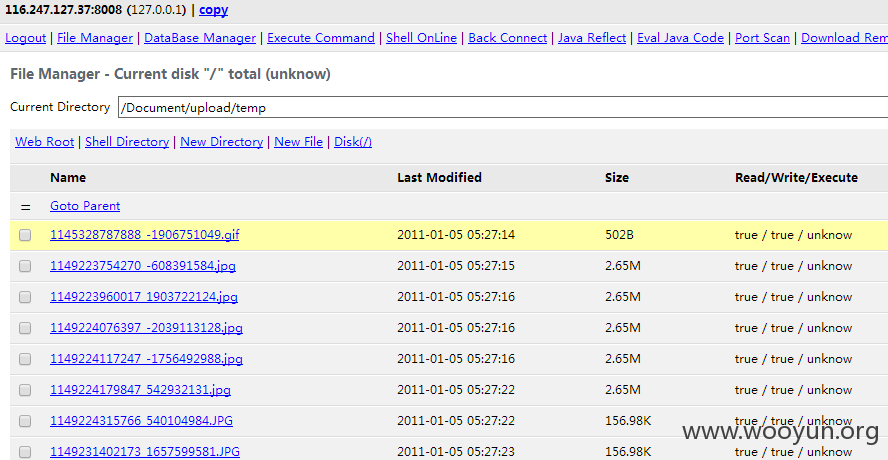 116.247.127.37:8008 (127.0.0.1) | copy
Logout | File Manager | DataBase Manager | Execute Command | Shell OnLine | Back Connect | Java Reflect | Eval Java Code | Port Scan | Download Rem
File Manager - Current disk "/" total (unknow)
Current Directory /Document/upload/temp
Web Root | Shell Directory | New Directory | New File | Disk(/)
Name Last Modified Size Read/Write/Execute
= Goto Parent
1145328787888_-1906751049.gif 2011-01-05 05:27:14 502B true / true / unknow
1149223754270_-608391584.jpg 2011-01-05 05:27:15 2.65M true / true / unknow
1149223960017_1903722124.jpg 2011-01-05 05:27:16 2.65M true / true / unknow
1149224076397_-2039113128.jpg 2011-01-05 05:27:16 2.65M true / true / unknow
1149224117247_-1756492988.jpg 2011-01-05 05:27:16 2.65M true / true / unknow
1149224179847_542932131.jpg 2011-01-05 05:27:22 2.65M true / true / unknow
1149224315766_540104984.JPG 2011-01-05 05:27:22 156.98K true / true / unknow
1149231402173_1657599581.JPG 2011-01-05 05:27:23 156.98K true / true / unknow
www.wooyun.org